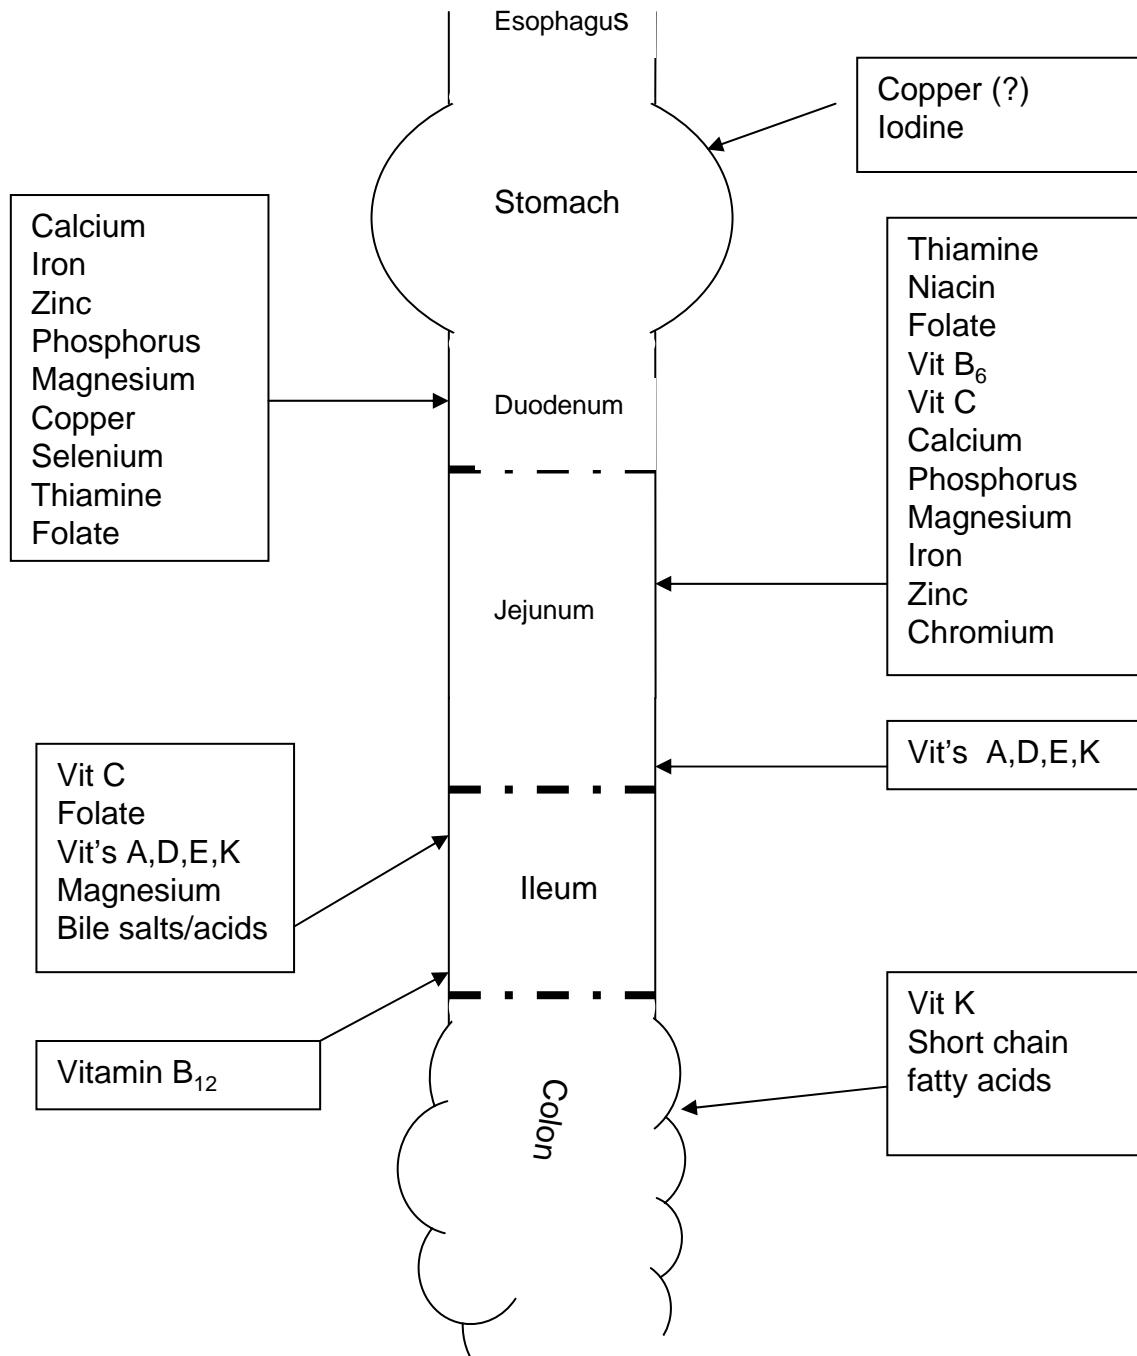 Esophagus
Copper (?)
Iodine
Stomach
Calcium
Iron
Zinc
Phosphorus
Magnesium
Copper
Selenium
Thiamine
Folate
Thiamine
Niacin
Folate
Vit B6
Vit C
Calcium
Phosphorus
Magnesium
Iron
Zinc
Chromium
Duodenum
Jejunum
Vit's A,D,E,K
Vit C
Folate
Vit's A,D,E,K
Magnesium
Bile salts/acids
Ileum
Vitamin B12
Vit K
Short chain
fatty acids
Colon